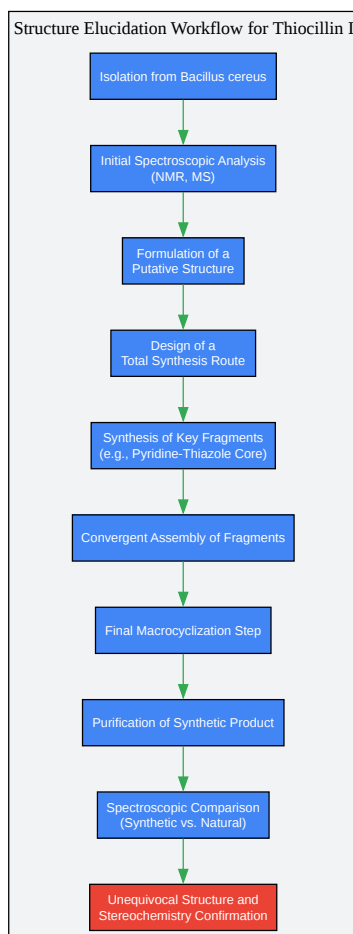 Structure Elucidation Workflow for Thiocillin I
Isolation from Bacillus cereus
Initial Spectroscopic Analysis
(NMR, MS)
Formulation of a
Putative Structure
Design of a
Total Synthesis Route
Synthesis of Key Fragments
(e.g., Pyridine-Thiazole Core)
Convergent Assembly of Fragments
Final Macrocyclization Step
Purification of Synthetic Product
Spectroscopic Comparison
(Synthetic vs. Natural)
Unequivocal Structure and
Stereochemistry Confirmation